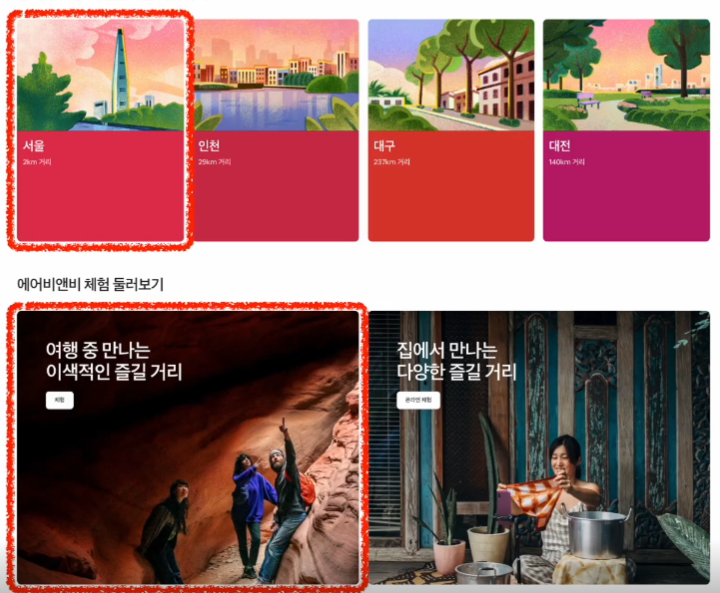 서울
2km 거리
인천
29km 거리
대구
237km 거리
대전
140km 거리
에어비앤비 체험 둘러보기
여행 중 만나는
이색적인 즐길 거리
체험
집에서 만나는
다양한 즐길 거리
온라인 체험